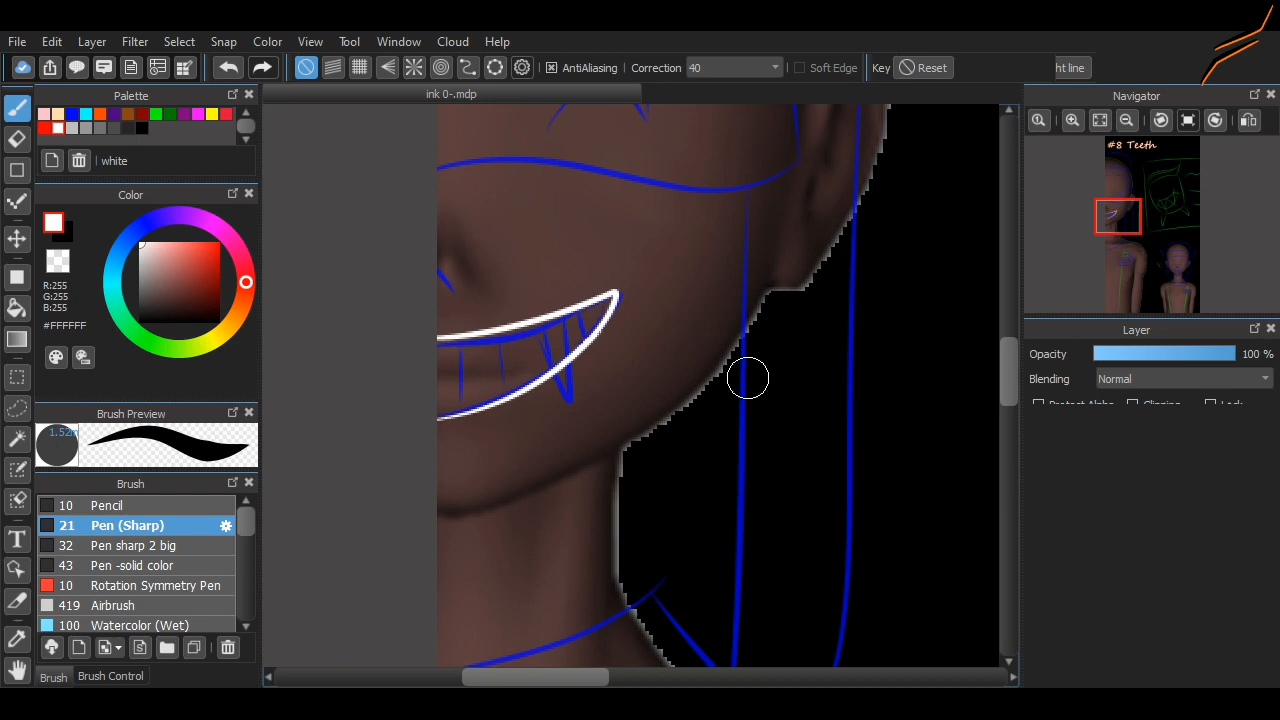 File Edit Layer Filter Select Snap Color View Tool Window Cloud Help
AntiAliasing Correction 40 Soft Edge Key Reset ht line
Palette
white
Color
R:255
G:255
B:255
#FFFFFF
Brush Preview
Brush
10 Pencil
21 Pen (Sharp)
32 Pen sharp 2 big
43 Pen -solid color
10 Rotation Symmetry Pen
419 Airbrush
100 Watercolor (Wet)
Brush Brush Control
ink 0-.mdp
Navigator
#8 Teeth
Layer
Opacity 100 %
Blending Normal